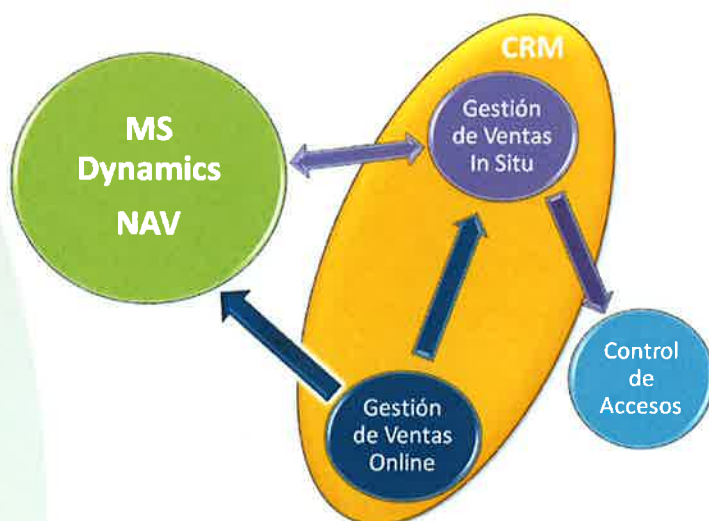 CRM
MS
Dynamics
NAV
Gestión
de Ventas
In Situ
Control
de
Accesos
Gestión
de Ventas
Online